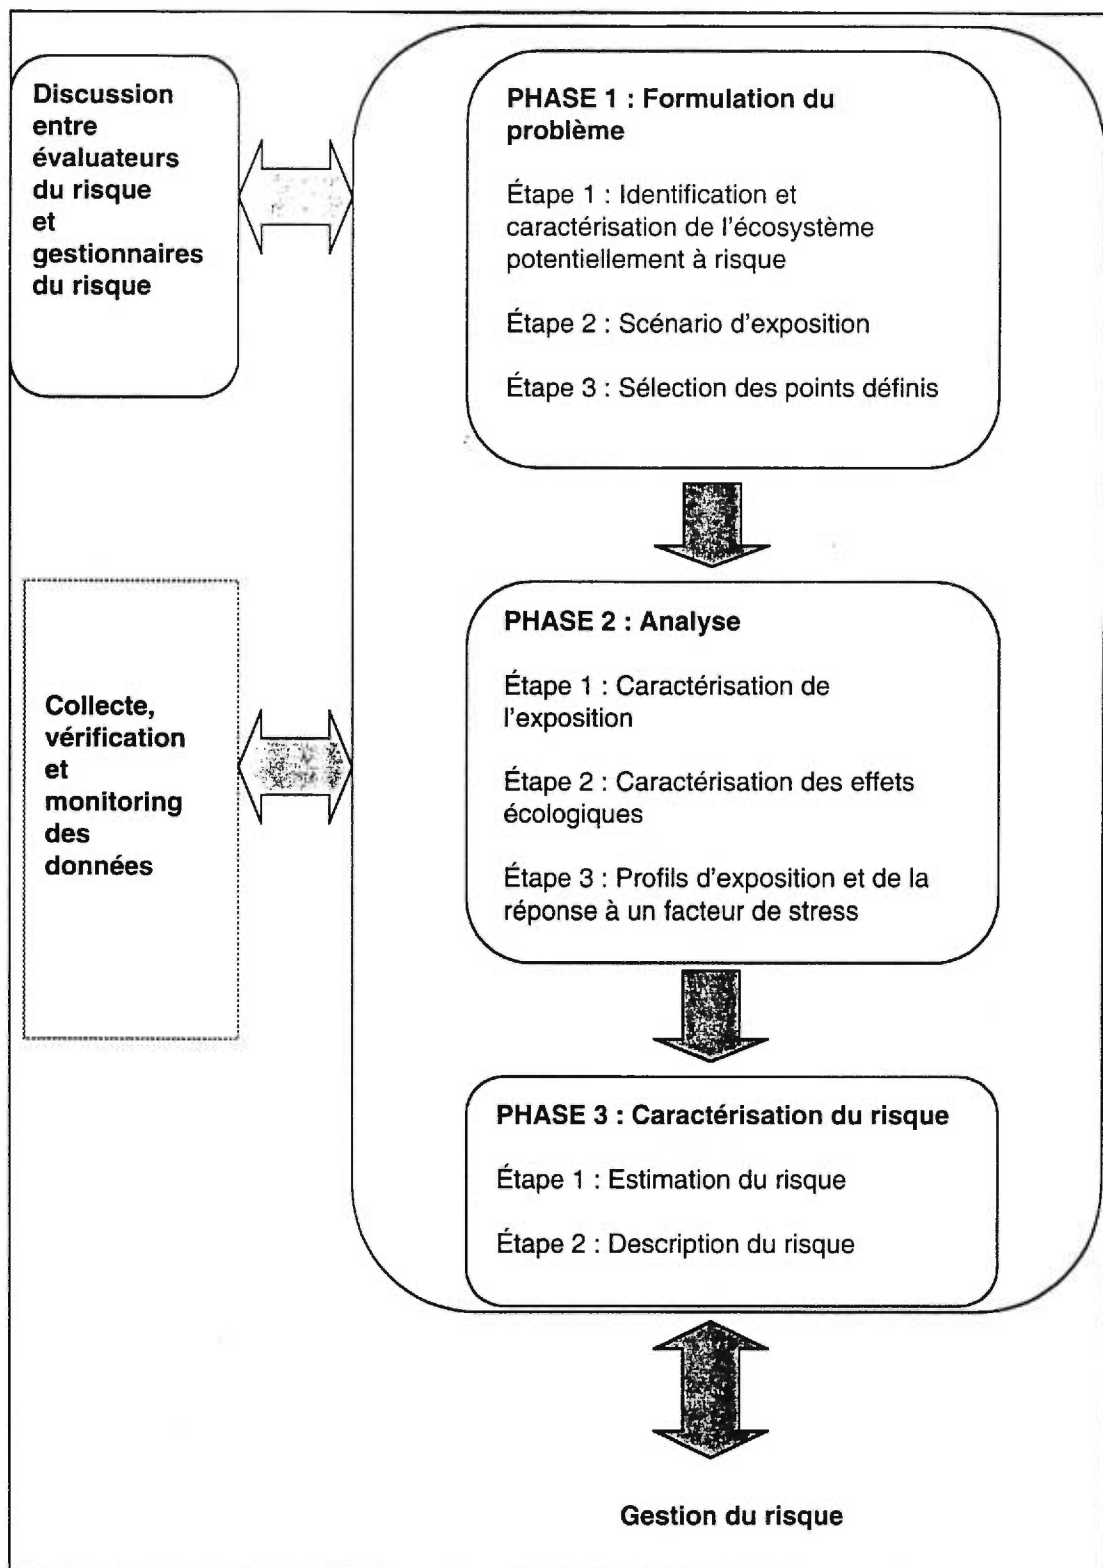 Discussion
entre
évaluateurs
du risque
et
gestionnaires
du risque
PHASE 1 : Formulation du
problème
Étape 1 : Identification et
caractérisation de l'écosystème
potentiellement à risque
Étape 2 : Scénario d'exposition
Étape 3 : Sélection des points définis
Collecte,
vérification
et
monitoring
des
données
PHASE 2 : Analyse
Étape 1 : Caractérisation de
l'exposition
Étape 2 : Caractérisation des effets
écologiques
Étape 3 : Profils d'exposition et de la
réponse à un facteur de stress
PHASE 3 : Caractérisation du risque
Étape 1 : Estimation du risque
Étape 2 : Description du risque
Gestion du risque